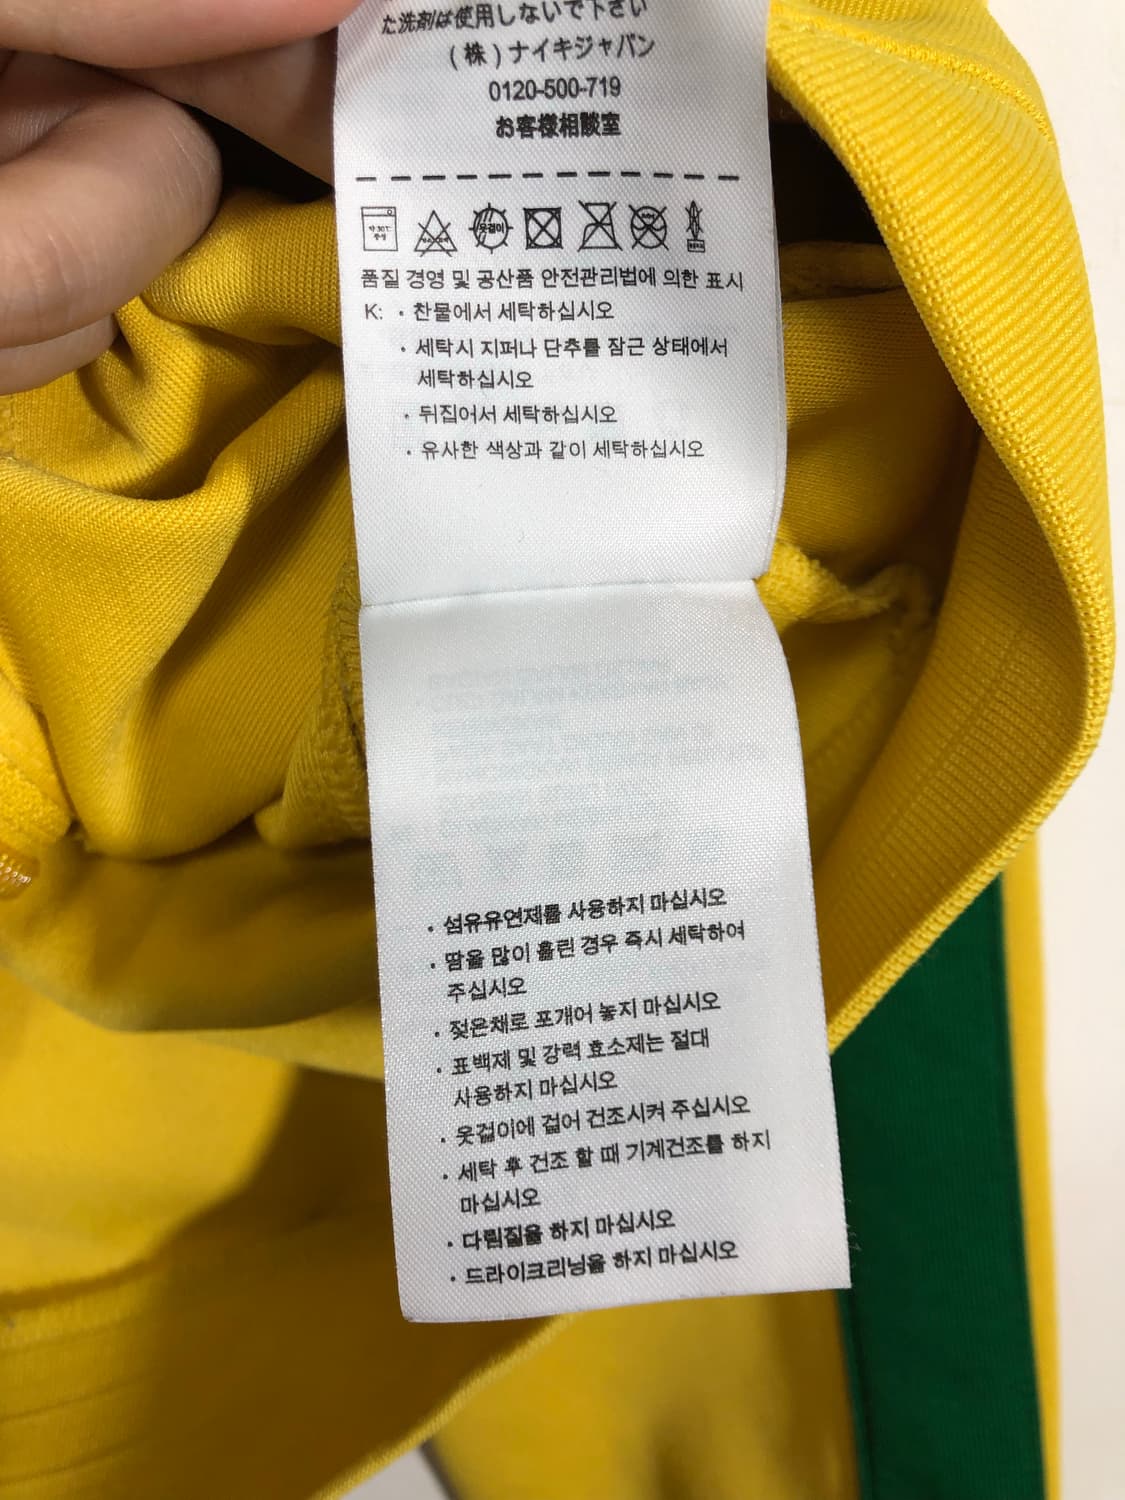 た洗剤は使用しないで下さい
(株)ナイキジャパン
0120-500-719
お客様相談室
약 30℃
중성
옷걸이
품질 경영 및 공산품 안전관리법에 의한 표시
K: · 찬물에서 세탁하십시오
· 세탁시 지퍼나 단추를 잠근 상태에서
세탁하십시오
· 뒤집어서 세탁하십시오
· 유사한 색상과 같이 세탁하십시오
· 섬유유연제를 사용하지 마십시오
· 땀을 많이 흘린 경우 즉시 세탁하여
주십시오
· 젖은채로 포개어 놓지 마십시오
· 표백제 및 강력 효소제는 절대
사용하지 마십시오
· 옷걸이에 걸어 건조시켜 주십시오
· 세탁 후 건조 할 때 기계건조를 하지
마십시오
· 다림질을 하지 마십시오
· 드라이크리닝을 하지 마십시오